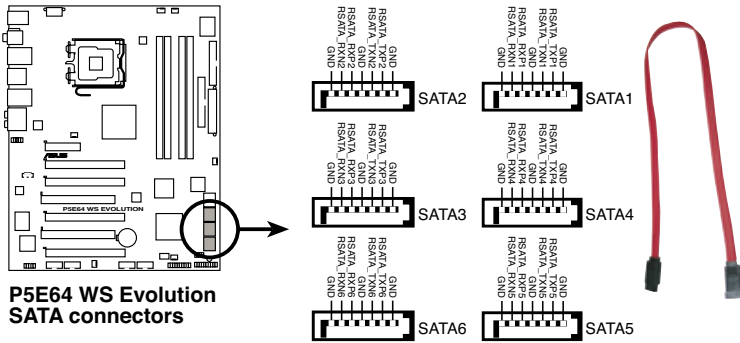 GND
RSATA_RXN2
RSATA_RXP2
GND
RSATA_TXN2
RSATA_TXP2
GND
SATA2
GND
RSATA_RXN1
RSATA_RXP1
GND
RSATA_TXN1
RSATA_TXP1
GND
SATA1
GND
RSATA_RXN3
RSATA_RXP3
GND
RSATA_TXN3
RSATA_TXP3
GND
SATA3
GND
RSATA_RXN4
RSATA_RXP4
GND
RSATA_TXN4
RSATA_TXP4
GND
SATA4
GND
RSATA_RXN6
RSATA_RXP6
GND
RSATA_TXN6
RSATA_TXP6
GND
SATA6
GND
RSATA_RXN5
RSATA_RXP5
GND
RSATA_TXN5
RSATA_TXP5
GND
SATA5
ASUS
P5E64 WS EVOLUTION
P5E64 WS Evolution
SATA connectors